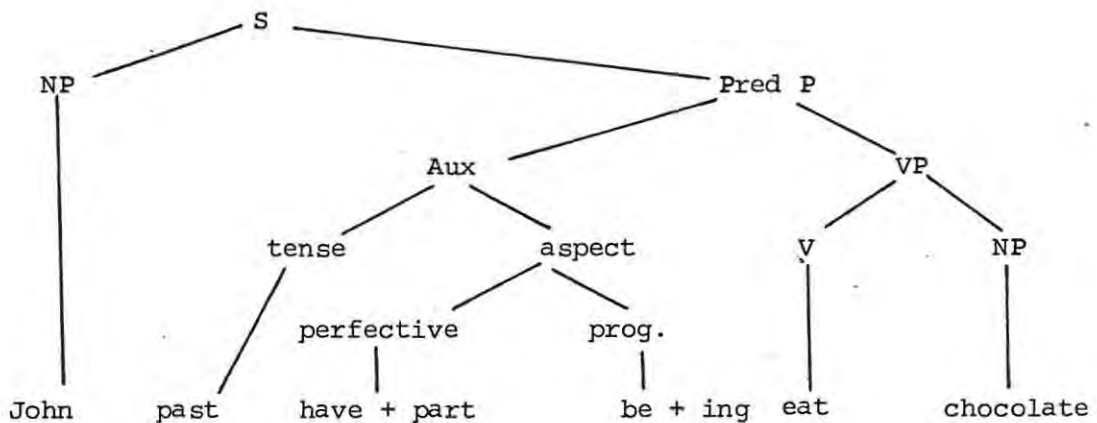 S
NP Pred P
Aux VP
tense aspect V NP
perfective prog.
John past have + part be + ing eat chocolate